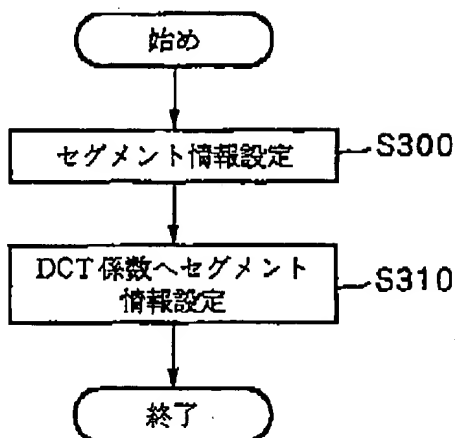 始め
セグメント情報設定
S300
DCT係数へセグメント
情報設定
S310
終了